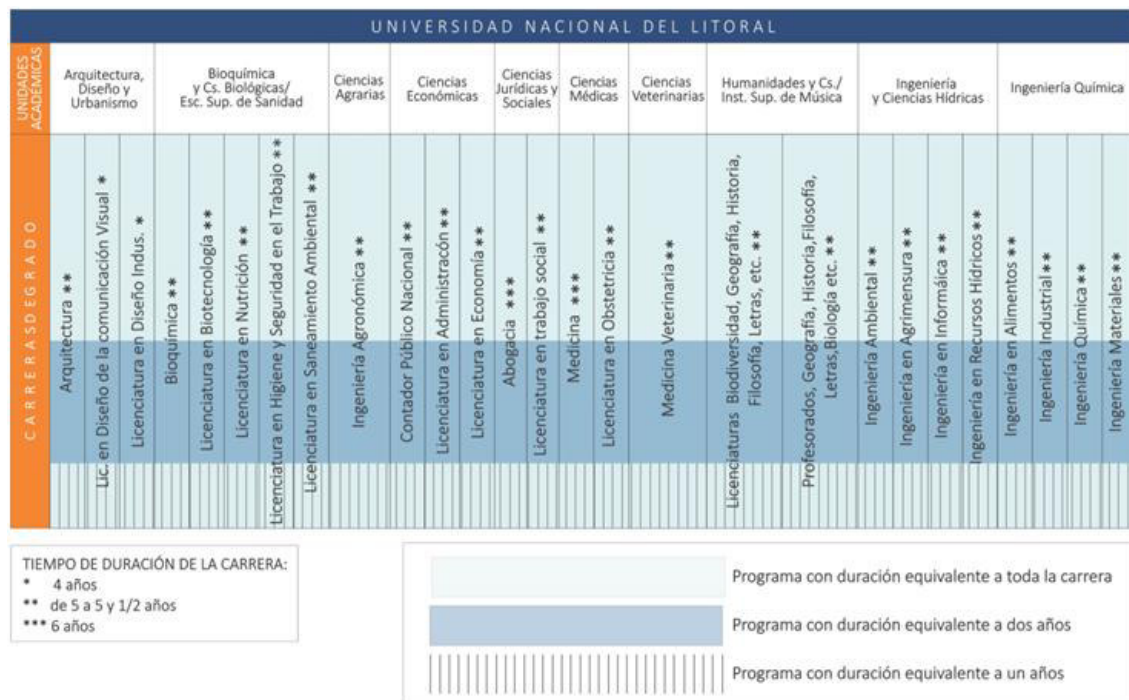 UNIVERSIDAD NACIONAL DEL LITORAL
UNIDADES
ACADÉMICAS
Arquitectura,
Diseño y
Urbanismo
Bioquímica
y Cs. Biológicas/
Esc. Sup. de Sanidad
Ciencias
Agrarias
Ciencias
Económicas
Ciencias
Jurídicas y
Sociales
Ciencias
Médicas
Ciencias
Veterinarias
Humanidades y Cs./
Inst. Sup. de Música
Ingeniería
y Ciencias Hídricas
Ingeniería Química
CARRERASDEGRADO
Arquitectura **
Lic. en Diseño de la comunicación Visual *
Licenciatura en Diseño Indus. *
Bioquímica **
Licenciatura en Biotecnología **
Licenciatura en Nutrición **
Licenciatura en Higiene y Seguridad en el Trabajo **
Licenciatura en Saneamiento Ambiental **
Ingeniería Agronómica **
Contador Público Nacional **
Licenciatura en Administraón **
Licenciatura en Economía **
Abogacia ***
Licenciatura en trabajo social **
Medicina ***
Licenciatura en Obstetricia **
Medicina Veterinaria **
Licenciaturas Biodiversidad, Geografía, Historia,
Filosofía, Letras, etc. **
Profesorados, Geografía, Historia,Filosofía,
Letras,Biología etc. **
Ingeniería Ambiental **
Ingeniería en Agrimensura **
Ingeniería en Informática **
Ingeniería en Recursos Hídricos **
Ingeniería en Alimentos **
Ingeniería Industrial **
Ingeniería Química **
Ingeniería Materiales **
TIEMPO DE DURACIÓN DE LA CARRERA:
* 4 años
** de 5 a 5 y 1/2 años
*** 6 años
Programa con duración equivalente a toda la carrera
Programa con duración equivalente a dos años
Programa con duración equivalente a un años